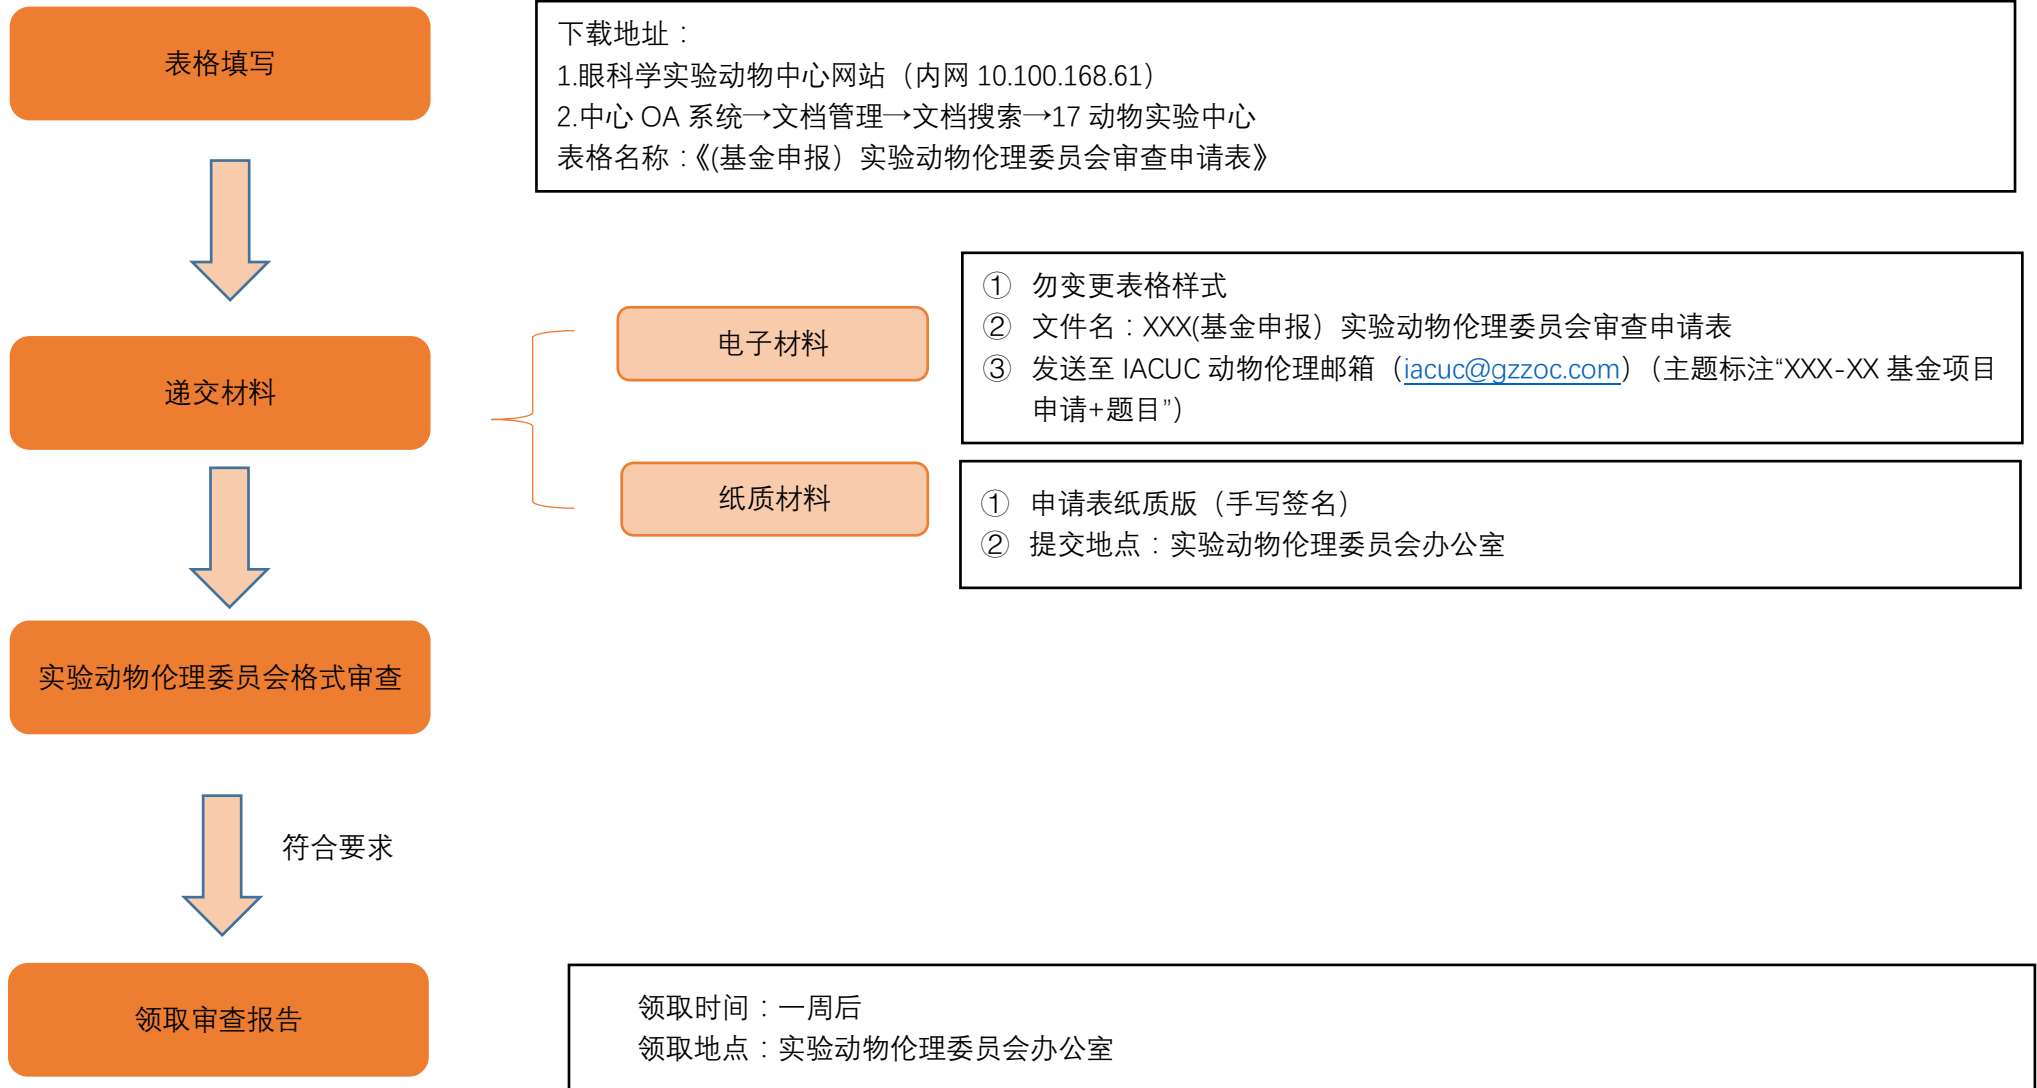 表格填写
下载地址：
1.眼科学实验动物中心网站（内网 10.100.168.61）
2.中心 OA 系统→文档管理→文档搜索→17 动物实验中心
表格名称：《(基金申报）实验动物伦理委员会审查申请表》
递交材料
电子材料
① 勿变更表格样式
② 文件名：XXX(基金申报）实验动物伦理委员会审查申请表
③ 发送至 IACUC 动物伦理邮箱（iacuc@gzzoc.com）（主题标注“XXX-XX 基金项目
申请+题目”）
纸质材料
① 申请表纸质版（手写签名）
② 提交地点：实验动物伦理委员会办公室
实验动物伦理委员会格式审查
符合要求
领取审查报告
领取时间：一周后
领取地点：实验动物伦理委员会办公室